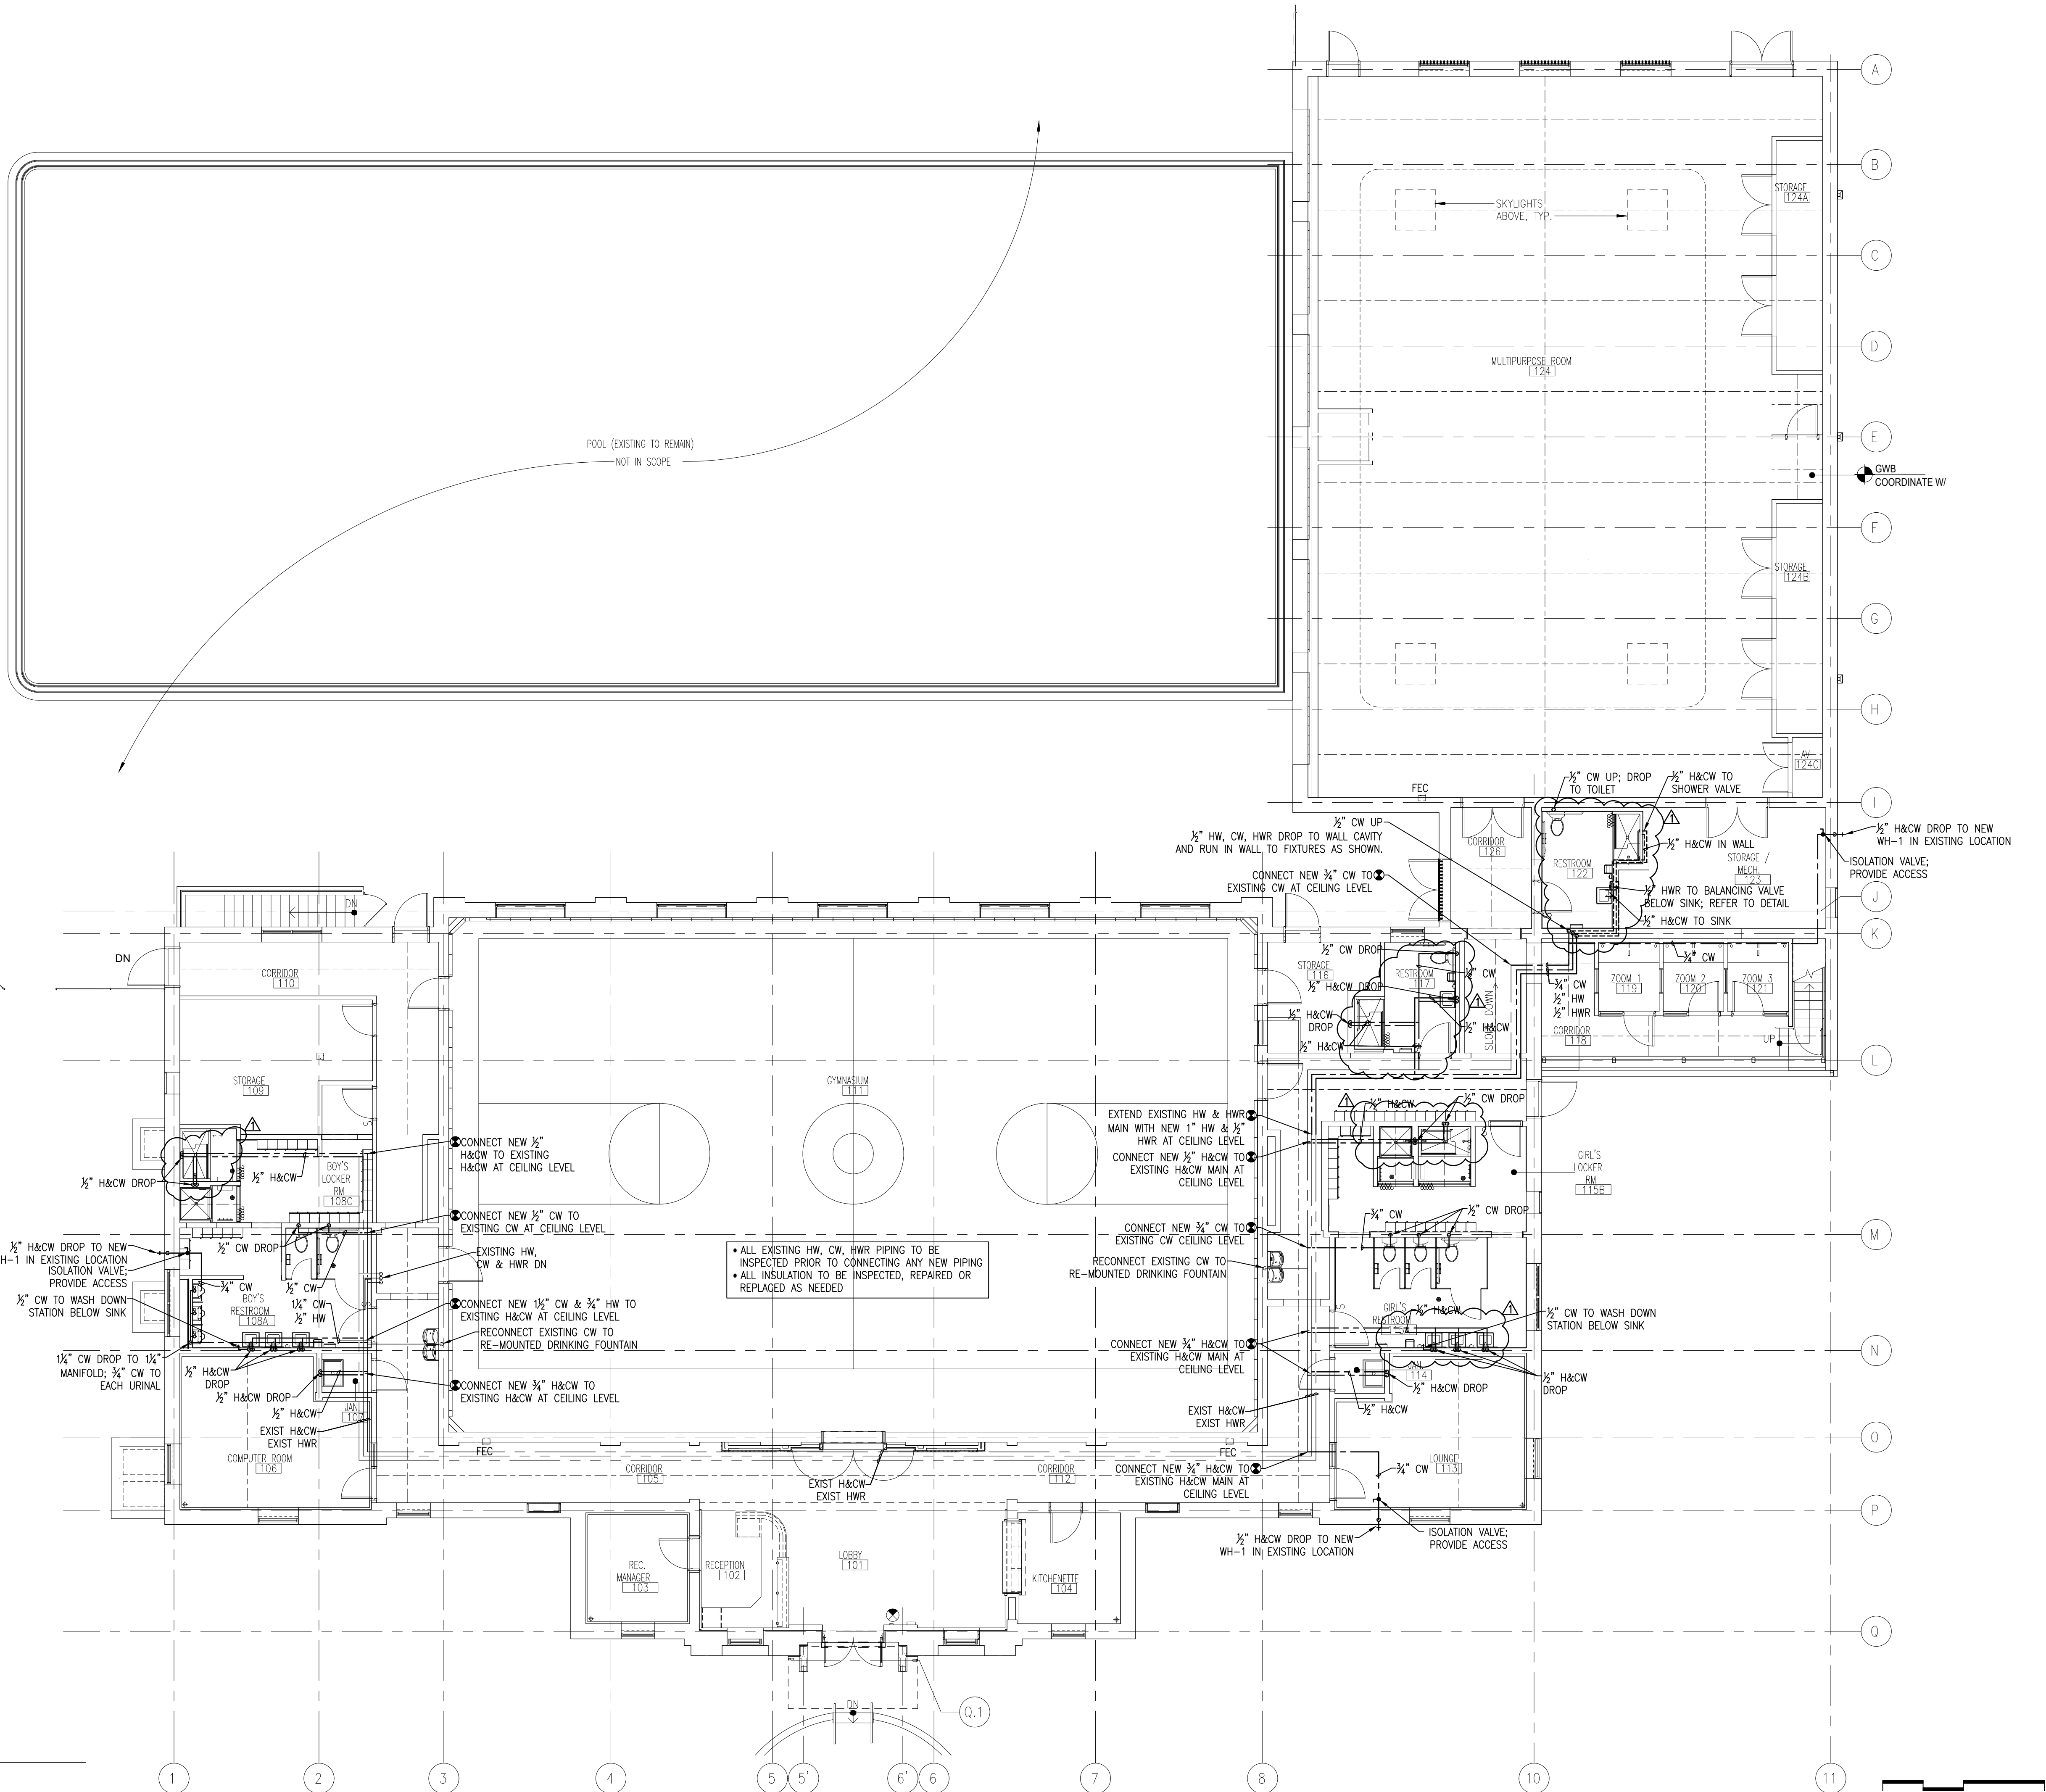 A
B
C
D
E
F
G
H
I
J
K
L
M
N
O
P
Q
Q.1
STORAGE
124A
SKYLIGHTS
ABOVE, TYP.
MULTIPURPOSE ROOM
124
POOL (EXISTING TO REMAIN)
NOT IN SCOPE
GWB
COORDINATE W/
STORAGE
124B
AV
124C
FEC
½" CW UP; DROP
TO TOILET
½" H&CW TO
SHOWER VALVE
1
½" CW UP
½" HW, CW, HWR DROP TO WALL CAVITY
AND RUN IN WALL TO FIXTURES AS SHOWN.
CORRIDOR
126
½" H&CW IN WALL
RESTROOM
122
STORAGE /
MECH.
123
½" H&CW DROP TO NEW
WH-1 IN EXISTING LOCATION
ISOLATION VALVE;
PROVIDE ACCESS
CONNECT NEW ¾" CW TO
EXISTING CW AT CEILING LEVEL
½" HWR TO BALANCING VALVE
BELOW SINK; REFER TO DETAIL
½" H&CW TO SINK
DN
DN
CORRIDOR
110
½" CW DROP
STORAGE
116
RESTROOM
117
½" CW
½" H&CW DROP
1
½" H&CW
DROP
½" H&CW
½" H&CW
SLOPE DOWN
¾" CW
¾" CW
½" HW
½" HWR
ZOOM 1
119
ZOOM 2
120
ZOOM 3
121
CORRIDOR
118
UP
STORAGE
109
GYMNASIUM
111
EXTEND EXISTING HW & HWR
MAIN WITH NEW 1" HW & ½"
HWR AT CEILING LEVEL
1
½" H&CW
½" CW DROP
CONNECT NEW ½"
H&CW TO EXISTING
H&CW AT CEILING LEVEL
CONNECT NEW ½" H&CW TO
EXISTING H&CW MAIN AT
CEILING LEVEL
GIRL'S
LOCKER
RM
115B
1
½" H&CW DROP
½" H&CW
BOY'S
LOCKER
RM
108C
CONNECT NEW ½" CW TO
EXISTING CW AT CEILING LEVEL
CONNECT NEW ¾" CW TO
EXISTING CW CEILING LEVEL
¾" CW
½" CW DROP
½" H&CW DROP TO NEW
WH-1 IN EXISTING LOCATION
ISOLATION VALVE;
PROVIDE ACCESS
½" CW DROP
EXISTING HW,
CW & HWR DN
• ALL EXISTING HW, CW, HWR PIPING TO BE
INSPECTED PRIOR TO CONNECTING ANY NEW PIPING
• ALL INSULATION TO BE INSPECTED, REPAIRED OR
REPLACED AS NEEDED
RECONNECT EXISTING CW TO
RE-MOUNTED DRINKING FOUNTAIN
¾" CW
½" CW
½" CW TO WASH DOWN
STATION BELOW SINK
BOY'S
RESTROOM
108A
1¼" CW
½" HW
CONNECT NEW 1½" CW & ¾" HW TO
EXISTING H&CW AT CEILING LEVEL
RECONNECT EXISTING CW TO
RE-MOUNTED DRINKING FOUNTAIN
GIRL'S
RESTROOM
½" H&CW
1
½" CW TO WASH DOWN
STATION BELOW SINK
1¼" CW DROP TO 1¼"
MANIFOLD; ¾" CW TO
EACH URINAL
½" H&CW
DROP
½" H&CW DROP
½" H&CW
CONNECT NEW ¾" H&CW TO
EXISTING H&CW AT CEILING LEVEL
CONNECT NEW ¾" H&CW TO
EXISTING H&CW MAIN AT
CEILING LEVEL
JAN.
114
½" H&CW DROP
½" H&CW
½" H&CW
DROP
JAN.
EXIST H&CW
EXIST HWR
EXIST H&CW
EXIST HWR
COMPUTER ROOM
106
FEC
FEC
CORRIDOR
105
EXIST H&CW
EXIST HWR
CORRIDOR
112
CONNECT NEW ¾" H&CW TO
EXISTING H&CW MAIN AT
CEILING LEVEL
¾" CW
LOUNGE
113
½" H&CW DROP TO NEW
WH-1 IN EXISTING LOCATION
ISOLATION VALVE;
PROVIDE ACCESS
REC.
MANAGER
103
RECEPTION
102
LOBBY
101
KITCHENETTE
104
DN
1
2
3
4
5
5'
6'
6
7
8
10
11